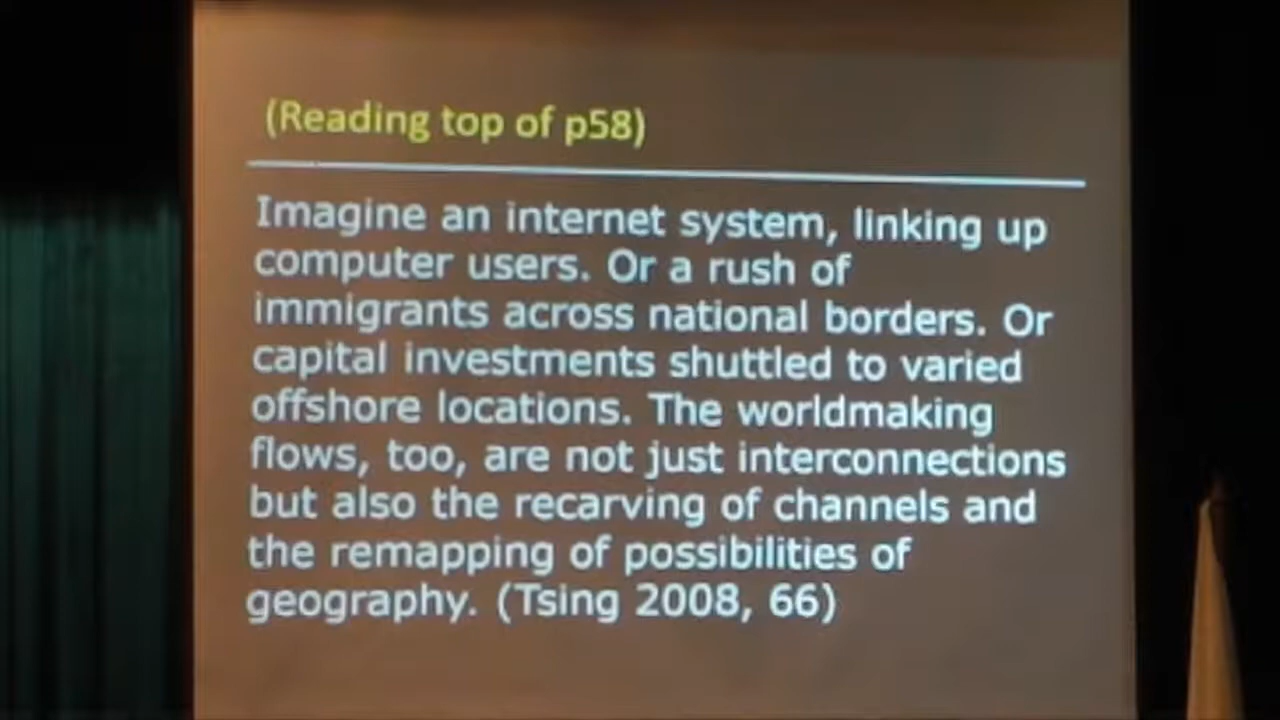 (Reading top of p58)
Imagine an internet system, linking up
computer users. Or a rush of
immigrants across national borders. Or
capital investments shuttled to varied
offshore locations. The worldmaking
flows, too, are not just interconnections
but also the recarving of channels and
the remapping of possibilities of
geography. (Tsing 2008, 66)